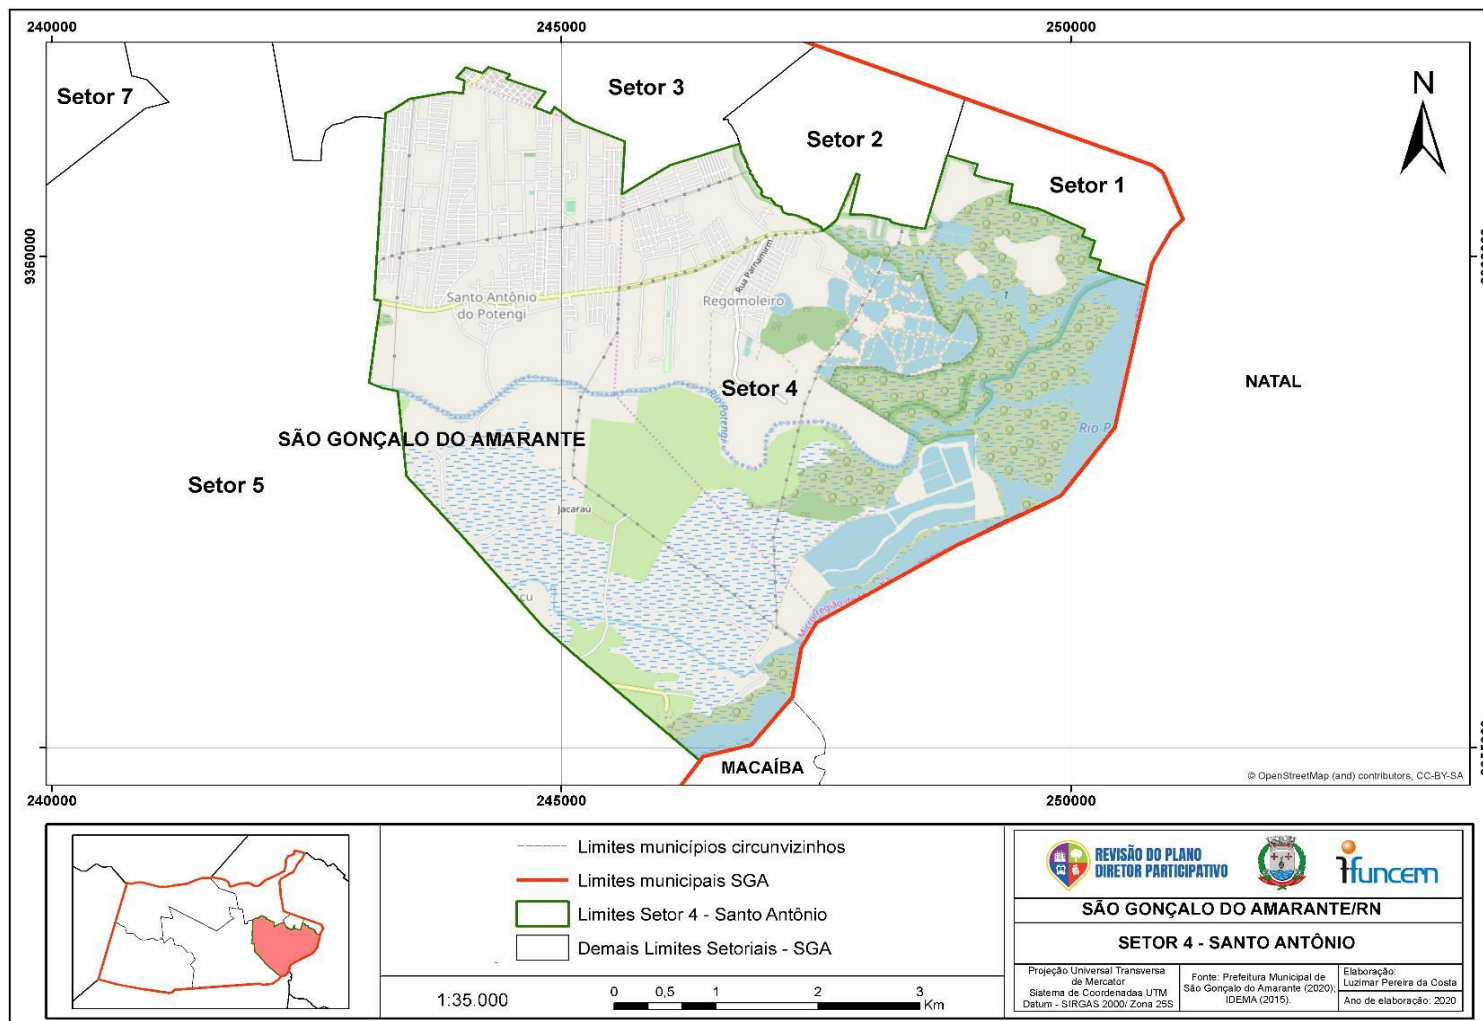 240000
245000
250000
Setor 7
Setor 3
Setor 2
Setor 1
N
9360000
Santo Antônio
do Potengi
Regomoleiro
Rua Parnamirm
1
Setor 4
Rio Potengi
NATAL
Rio P
SÃO GONÇALO DO AMARANTE
Setor 5
Jacaraú
çu
MACAÍBA
© OpenStreetMap (and) contributors, CC-BY-SA
240000
245000
250000
Limites municípios circunvizinhos
Limites municipais SGA
Limites Setor 4 - Santo Antônio
Demais Limites Setoriais - SGA
1:35.000
0 0,5 1 2 3
Km
REVISÃO DO PLANO
DIRETOR PARTICIPATIVO
funcern
SÃO GONÇALO DO AMARANTE/RN
SETOR 4 - SANTO ANTÔNIO
Projeção Universal Transversa
de Mercator
Sistema de Coordenadas UTM
Datum - SIRGAS 2000/ Zona 25S
Fonte: Prefeitura Municipal de
São Gonçalo do Amarante (2020);
IDEMA (2015).
Elaboração:
Luzimar Pereira da Costa
Ano de elaboração: 2020